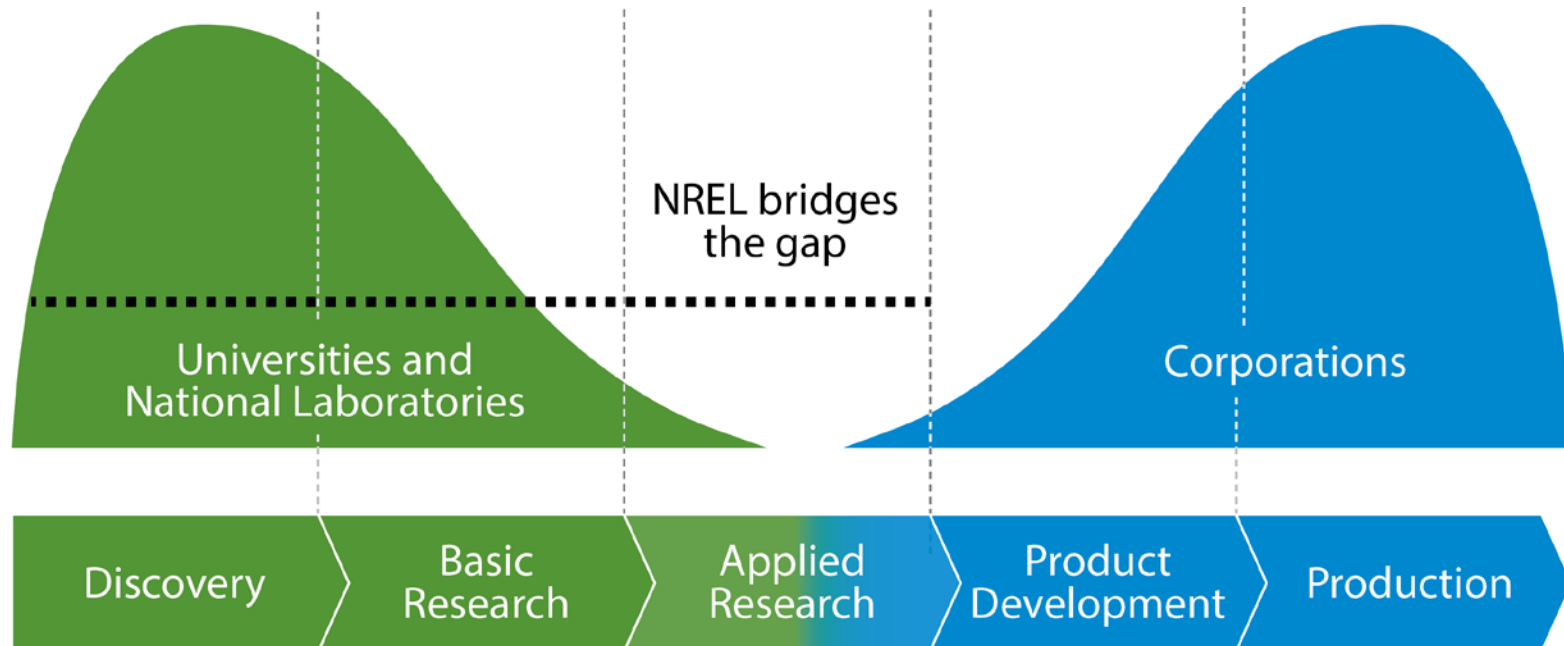 NREL bridges
the gap
Universities and
National Laboratories
Corporations
Discovery
Basic
Research
Applied
Research
Product
Development
Production